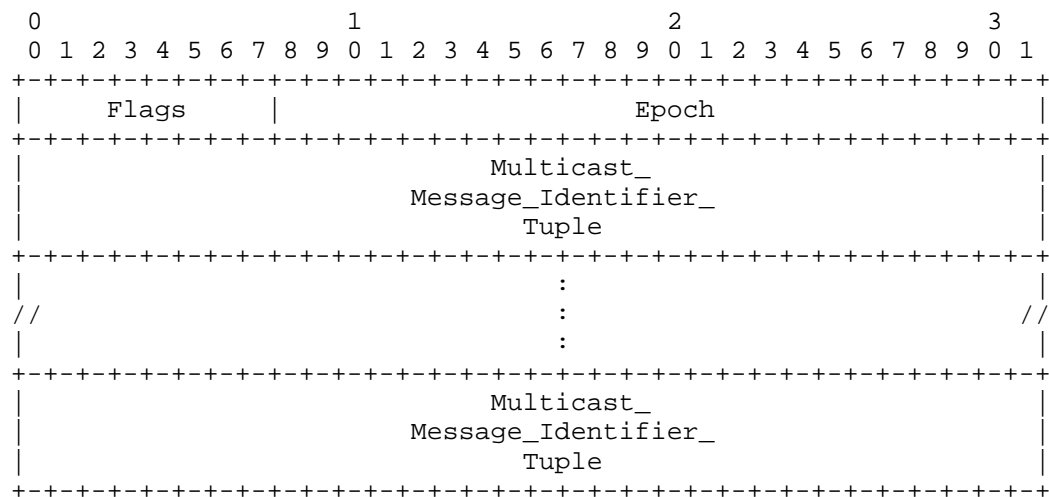 0                   1                   2                   3
 0 1 2 3 4 5 6 7 8 9 0 1 2 3 4 5 6 7 8 9 0 1 2 3 4 5 6 7 8 9 0 1
+-+-+-+-+-+-+-+-+-+-+-+-+-+-+-+-+-+-+-+-+-+-+-+-+-+-+-+-+-+-+-+-+
|     Flags     |                      Epoch                    |
+-+-+-+-+-+-+-+-+-+-+-+-+-+-+-+-+-+-+-+-+-+-+-+-+-+-+-+-+-+-+-+-+
|                             Multicast_                        |
|                        Message_Identifier_                    |
|                               Tuple                           |
+-+-+-+-+-+-+-+-+-+-+-+-+-+-+-+-+-+-+-+-+-+-+-+-+-+-+-+-+-+-+-+-+
|                                 :                             |
//                                :                            //
|                                 :                             |
+-+-+-+-+-+-+-+-+-+-+-+-+-+-+-+-+-+-+-+-+-+-+-+-+-+-+-+-+-+-+-+-+
|                             Multicast_                        |
|                        Message_Identifier_                    |
|                               Tuple                           |
+-+-+-+-+-+-+-+-+-+-+-+-+-+-+-+-+-+-+-+-+-+-+-+-+-+-+-+-+-+-+-+-+